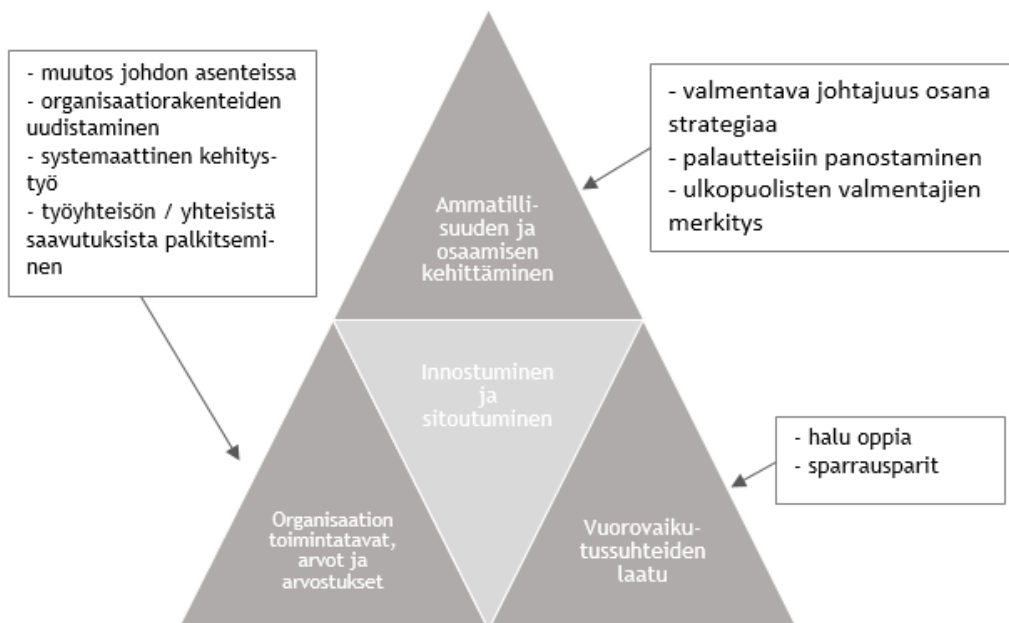 - muutos johdon asenteissa
- organisaatiorakenteiden
uudistaminen
- systemaattinen kehitys-
työ
- työyhteisön / yhteisistä
saavutuksista palkitsemi-
nen
- valmentava johtajuus osana
strategiaa
- palautteisiin panostaminen
- ulkopuolisten valmentajien
merkitys
Ammatilli-
suuden ja
osaamisen
kehittäminen
Innostuminen
ja
sitoutuminen
- halu oppia
- sparrausparit
Organisaation
toimintatavat,
arvot ja
arvostukset
Vuorovaiku-
tussuhteiden
laatu